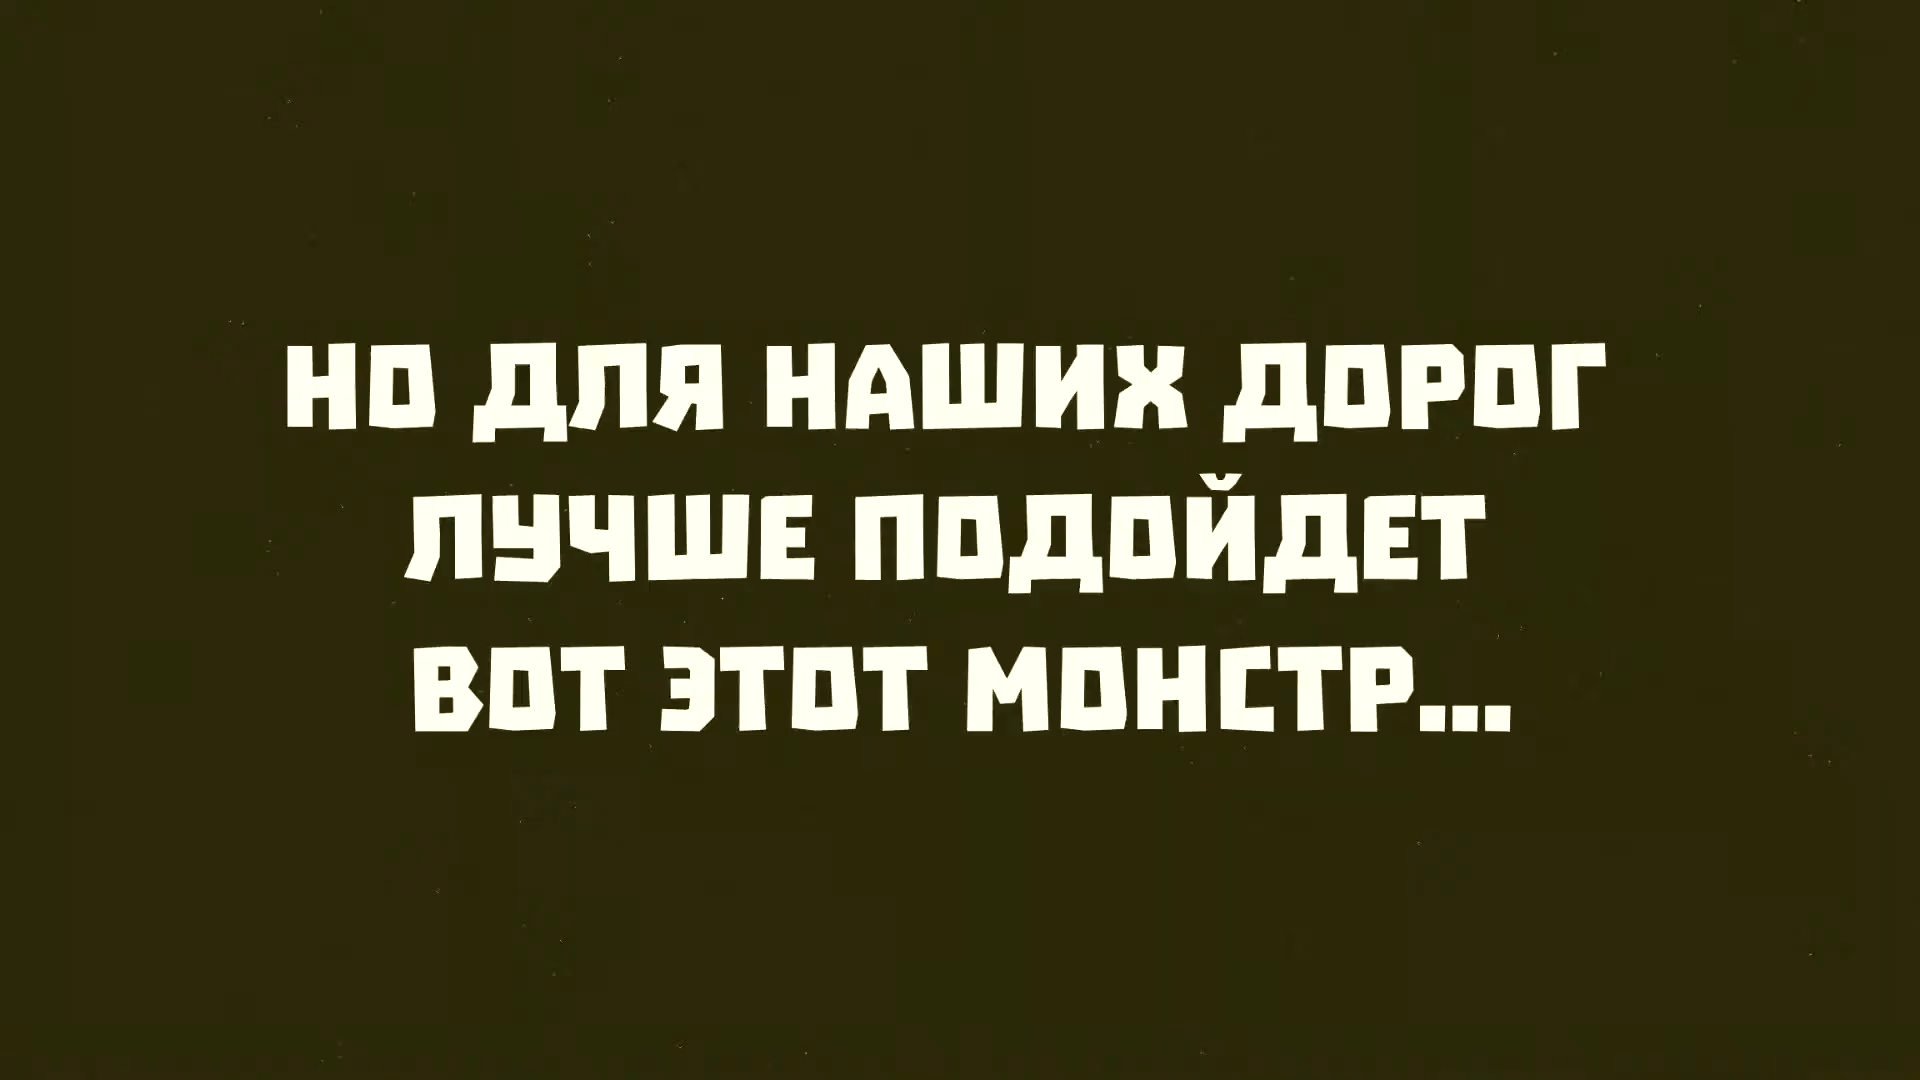 НО ДЛЯ НАШИХ ДОРОГ
ЛУЧШЕ ПОДОЙДЕТ
ВОТ ЭТОТ МОНСТР...